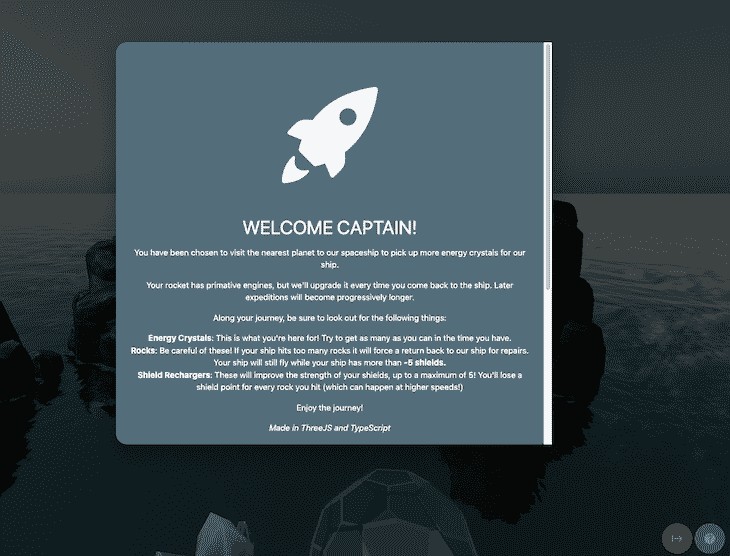 WELCOME CAPTAIN!
You have been chosen to visit the nearest planet to our spaceship to pick up more energy crystals for our
ship.
Your rocket has primative engines, but we'll upgrade it every time you come back to the ship. Later
expeditions will become progressively longer.
Along your journey, be sure to look out for the following things:
Energy Crystals: This is what you're here for! Try to get as many as you can in the time you have.
Rocks: Be careful of these! If your ship hits too many rocks it will force a return back to our ship for repairs.
Your ship will still fly while your ship has more than -5 shields.
Shield Rechargers: These will improve the strength of your shields, up to a maximum of 5! You'll lose a
shield point for every rock you hit (which can happen at higher speeds!)
Enjoy the journey!
Made in ThreeJS and TypeScript